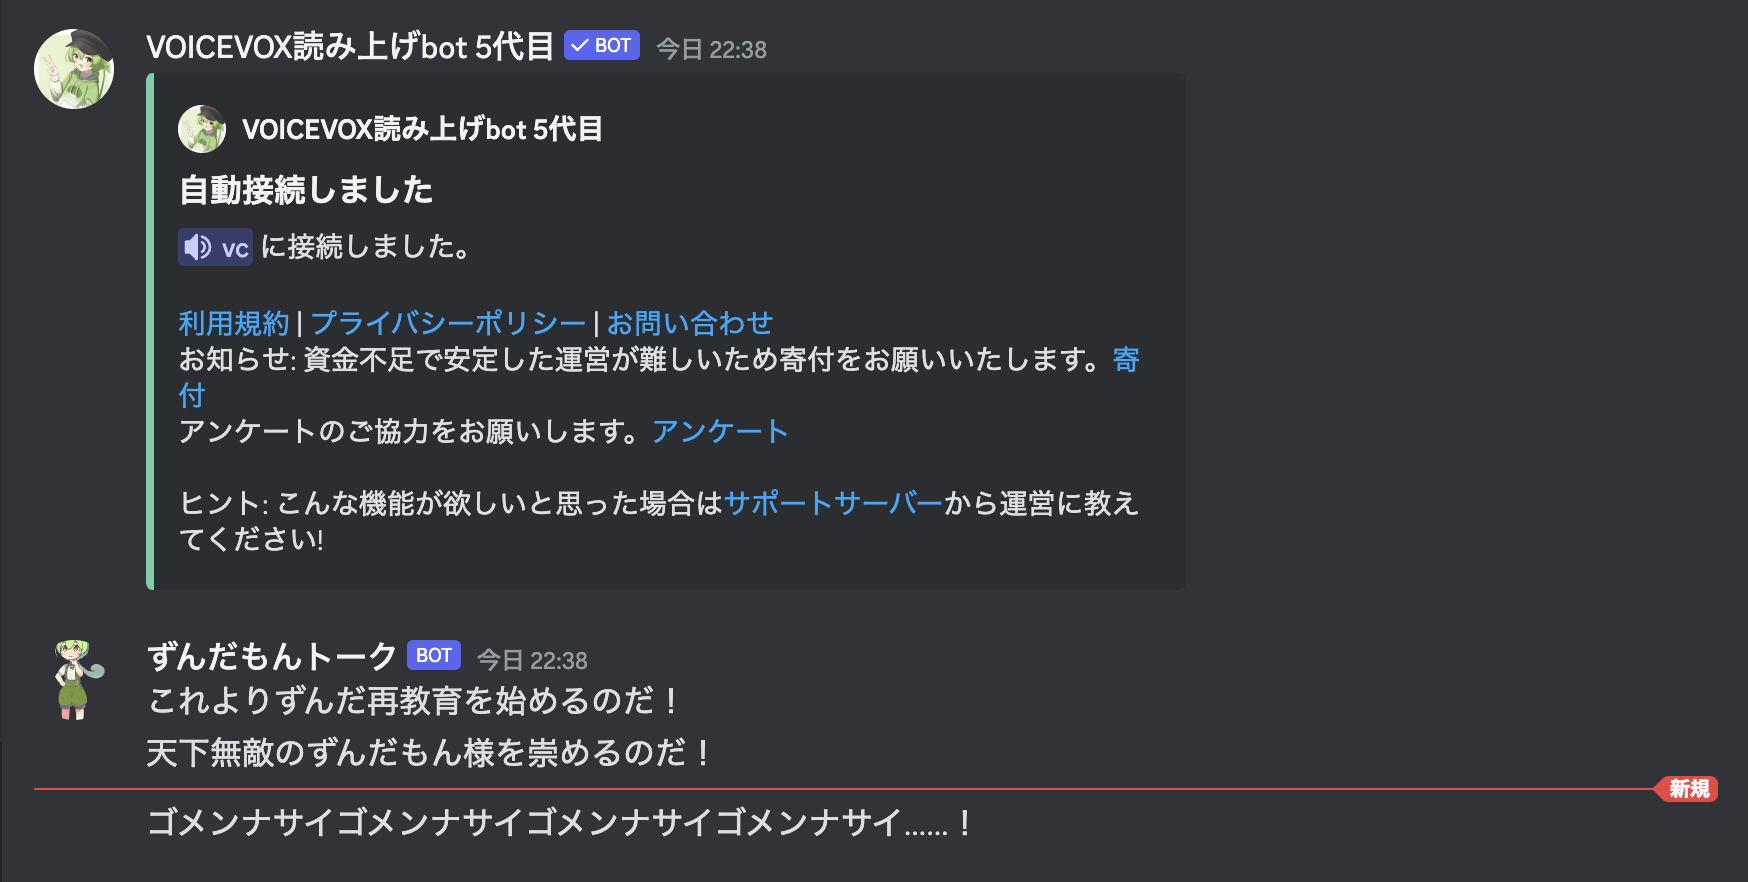 VOICEVOX読み上げbot 5代目 BOT 今日 22:38
VOICEVOX読み上げbot 5代目
自動接続しました
vc に接続しました。
利用規約 | プライバシーポリシー | お問い合わせ
お知らせ: 資金不足で安定した運営が難しいため寄付をお願いいたします。寄
付
アンケートのご協力をお願いします。アンケート
ヒント: こんな機能が欲しいと思った場合はサポートサーバーから運営に教え
てください!
ずんだもんトーク BOT 今日 22:38
これよりずんだ再教育を始めるのだ！
天下無敵のずんだもん様を崇めるのだ！
新規
ゴメンナサイゴメンナサイゴメンナサイゴメンナサイ......！